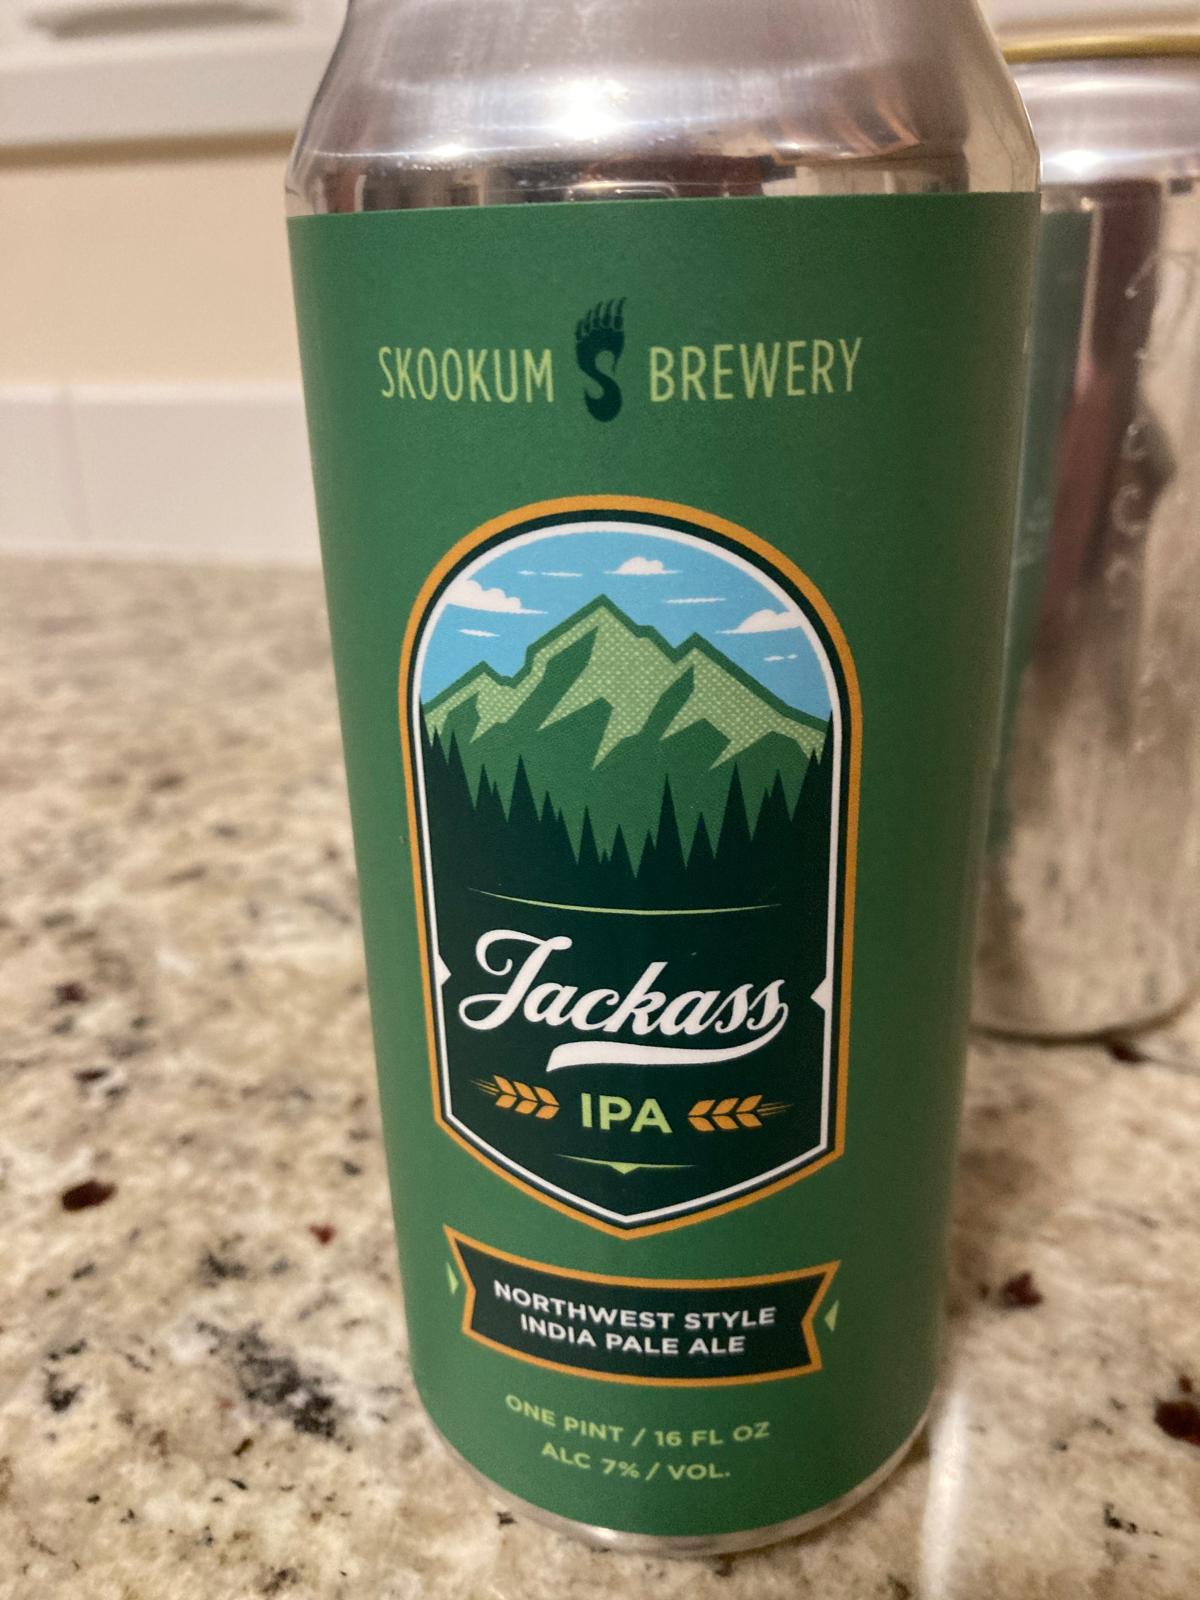 SKOOKUM BREWERY
Jackass
IPA
NORTHWEST STYLE
INDIA PALE ALE
ONE PINT / 16 FL OZ
ALC 7% / VOL.